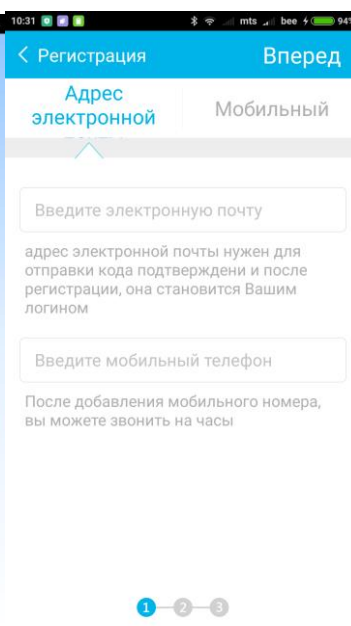 10:31 mts bee 94%
Регистрация Вперед
Адрес Мобильный
электронной
Введите электронную почту
адрес электронной почты нужен для
отправки кода подтверждени и после
регистрации, она становится Вашим
логином
Введите мобильный телефон
После добавления мобильного номера,
вы можете звонить на часы
1 2 3